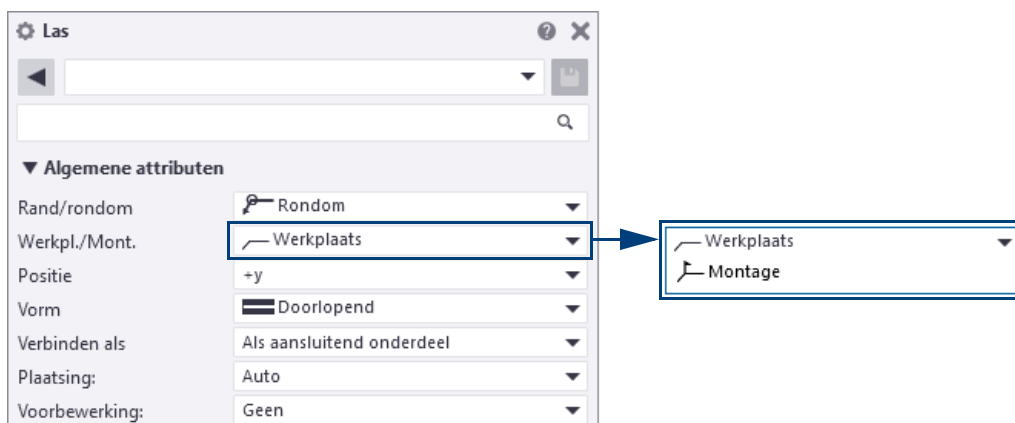 Las
Algemene attributen
Rand/rondom Rondom
Werkpl./Mont. Werkplaats
Werkplaats
Montage
Positie +y
Vorm Doorlopend
Verbinden als Als aansluitend onderdeel
Plaatsing: Auto
Voorbewerking: Geen